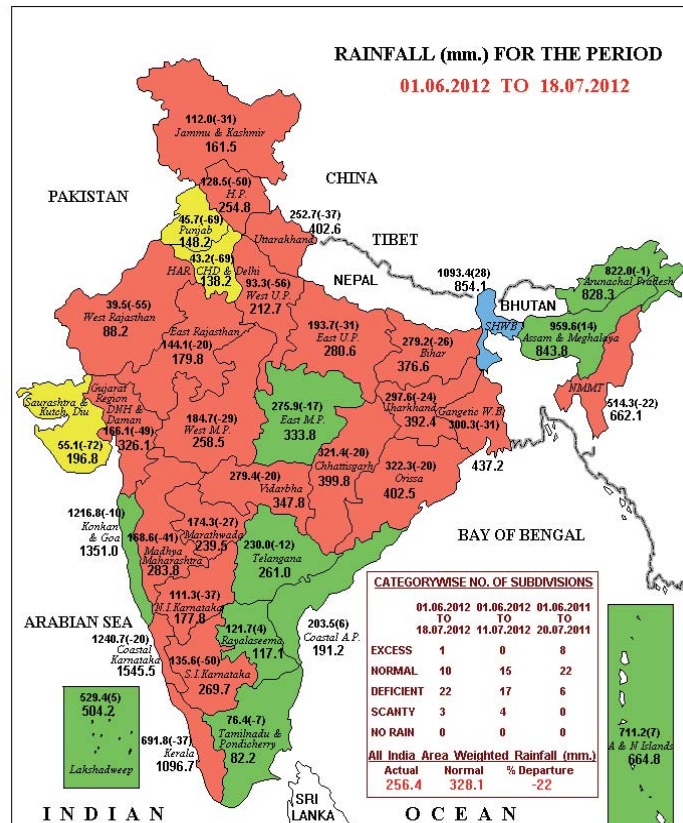 RAINFALL (mm.) FOR THE PERIOD
01.06.2012 TO 18.07.2012
112.0(-31)
Jammu & Kashmir
161.5
128.5(-50)
H.P.
254.8
CHINA
PAKISTAN
45.7(-69)
Punjab
148.2
252.7(-37)
402.6
Uttarakhand
TIBET
43.2(-69)
HAR CHD & Delhi
138.2
NEPAL
93.3(-56)
West U.P.
212.7
1093.4(28)
854.1
BHUTAN
SHWB
822.0(-1)
Arunachal Pradesh
828.3
39.5(-55)
West Rajasthan
88.2
East Rajasthan
144.1(-20)
179.8
193.7(-31)
East U.P.
280.6
279.2(-26)
Bihar
376.6
959.6(14)
Assam & Meghalaya
843.8
NMMT
514.3(-22)
662.1
Saurashtra &
Kutch, Diu
55.1(-72)
196.8
Gujarat
Region
DNH &
Daman
166.1(-49)
326.1
184.7(-29)
West M.P.
258.5
275.9(-17)
East M.P.
333.8
297.6(-24)
Jharkhand
392.4
Gangetic W.B.
300.3(-31)
437.2
321.4(-20)
Chhattisgarh
399.8
322.3(-20)
Orissa
402.5
279.4(-20)
Vidarbha
347.8
1216.8(-10)
Konkan
& Goa
1351.0
168.6(-41)
Madhya
Maharashtra
283.8
174.3(-27)
Marathwada
239.5
230.0(-12)
Telangana
261.0
BAY OF BENGAL
111.3(-37)
N.I.Karnataka
177.8
ARABIAN SEA
1240.7(-20)
Coastal
Karnataka
1545.5
121.7(4)
Rayalaseema
117.1
203.5(6)
Coastal A.P.
191.2
135.6(-50)
S.I.Karnataka
269.7
529.4(5)
504.2
Lakshadweep
691.8(-37)
Kerala
1096.7
76.4(-7)
Tamilnadu &
Pondicherry
82.2
CATEGORYWISE NO. OF SUBDIVISIONS
01.06.2012 01.06.2012 01.06.2011
TO TO TO
18.07.2012 11.07.2012 20.07.2011
EXCESS 1 0 8
NORMAL 10 15 22
DEFICIENT 22 17 6
SCANTY 3 4 0
NO RAIN 0 0 0
All India Area Weighted Rainfall (mm.)
Actual Normal % Departure
256.4 328.1 -22
711.2(7)
A & N Islands
664.8
SRI
LANKA
INDIAN OCEAN